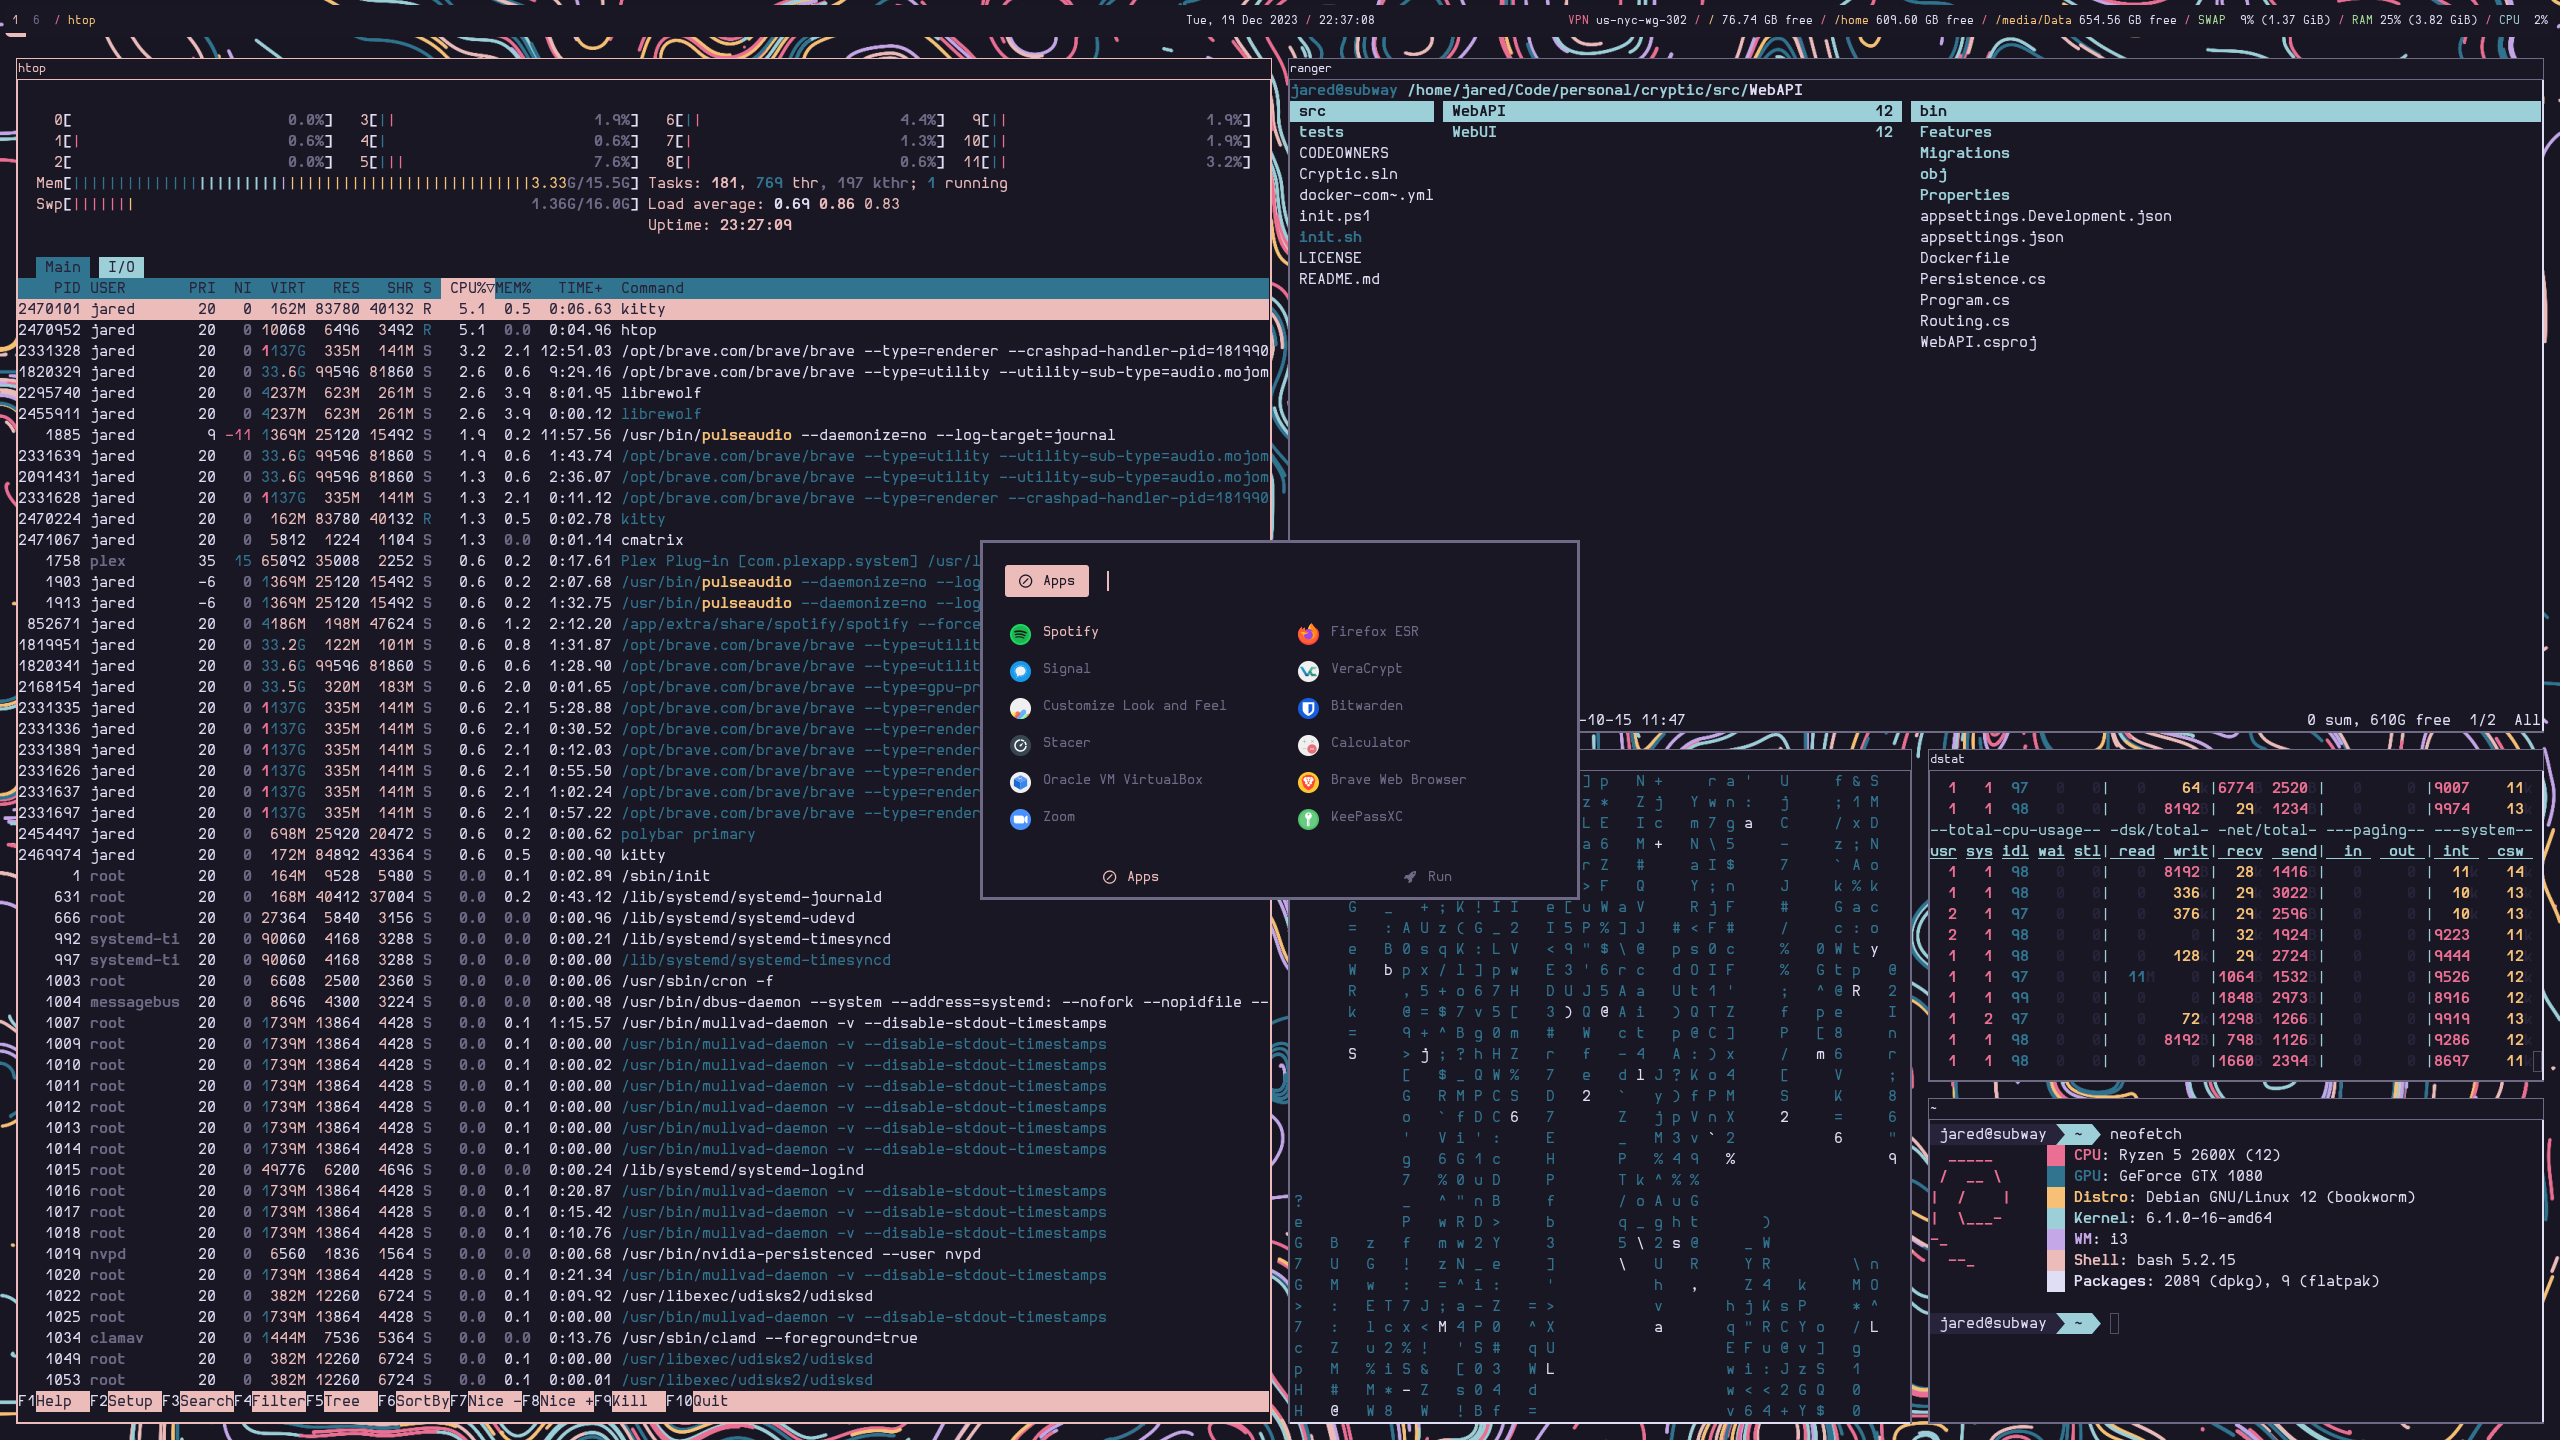 1 6 / htop
Tue, 19 Dec 2023 / 22:37:08
VPN us-nyc-wg-302 / / 76.74 GB free / /home 609.60 GB free / /media/Data 654.56 GB free / SWAP 9% (1.37 GiB) / RAM 25% (3.82 GiB) / CPU 2%
htop
0[ 0.0%] 3[|| 1.9%] 6[|| 4.4%] 9[|| 1.9%]
1[| 0.6%] 4[| 0.6%] 7[| 1.3%] 10[|| 1.9%]
2[ 0.0%] 5[||| 7.6%] 8[| 0.6%] 11[|| 3.2%]
Mem[3.33G/15.5G] Tasks: 181, 769 thr, 197 kthr; 1 running
Swp[||||||| 1.36G/16.0G] Load average: 0.69 0.86 0.83
Uptime: 23:27:09
Main I/O
PID USER PRI NI VIRT RES SHR S CPU%▽MEM% TIME+ Command
2470101 jared 20 0 162M 83780 40132 R 5.1 0.5 0:06.63 kitty
2470952 jared 20 0 10068 6496 3492 R 5.1 0.0 0:04.96 htop
2331328 jared 20 0 1137G 335M 141M S 3.2 2.1 12:51.03 /opt/brave.com/brave/brave --type=renderer --crashpad-handler-pid=181990
1820329 jared 20 0 33.6G 99596 81860 S 2.6 0.6 9:29.16 /opt/brave.com/brave/brave --type=utility --utility-sub-type=audio.mojom
2295740 jared 20 0 4237M 623M 261M S 2.6 3.9 8:01.95 librewolf
2455911 jared 20 0 4237M 623M 261M S 2.6 3.9 0:00.12 librewolf
1885 jared 9 -11 1369M 25120 15492 S 1.9 0.2 11:57.56 /usr/bin/pulseaudio --daemonize=no --log-target=journal
2331639 jared 20 0 33.6G 99596 81860 S 1.9 0.6 1:43.74 /opt/brave.com/brave/brave --type=utility --utility-sub-type=audio.mojom
2091431 jared 20 0 33.6G 99596 81860 S 1.3 0.6 2:36.07 /opt/brave.com/brave/brave --type=utility --utility-sub-type=audio.mojom
2331628 jared 20 0 1137G 335M 141M S 1.3 2.1 0:11.12 /opt/brave.com/brave/brave --type=renderer --crashpad-handler-pid=181990
2470224 jared 20 0 162M 83780 40132 R 1.3 0.5 0:02.78 kitty
2471067 jared 20 0 5812 1224 1104 S 1.3 0.0 0:01.14 cmatrix
1758 plex 35 15 65092 35008 2252 S 0.6 0.2 0:17.61 Plex Plug-in [com.plexapp.system] /usr/l
1903 jared -6 0 1369M 25120 15492 S 0.6 0.2 2:07.68 /usr/bin/pulseaudio --daemonize=no --log
1913 jared -6 0 1369M 25120 15492 S 0.6 0.2 1:32.75 /usr/bin/pulseaudio --daemonize=no --log
852671 jared 20 0 4186M 198M 47624 S 0.6 1.2 2:12.20 /app/extra/share/spotify/spotify --force
1819951 jared 20 0 33.2G 122M 101M S 0.6 0.8 1:31.87 /opt/brave.com/brave/brave --type=utilit
1820341 jared 20 0 33.6G 99596 81860 S 0.6 0.6 1:28.90 /opt/brave.com/brave/brave --type=utilit
2168154 jared 20 0 33.5G 320M 183M S 0.6 2.0 0:01.65 /opt/brave.com/brave/brave --type=gpu-pr
2331335 jared 20 0 1137G 335M 141M S 0.6 2.1 5:28.88 /opt/brave.com/brave/brave --type=render
2331336 jared 20 0 1137G 335M 141M S 0.6 2.1 0:30.52 /opt/brave.com/brave/brave --type=render
2331389 jared 20 0 1137G 335M 141M S 0.6 2.1 0:12.03 /opt/brave.com/brave/brave --type=render
2331626 jared 20 0 1137G 335M 141M S 0.6 2.1 0:55.50 /opt/brave.com/brave/brave --type=render
2331637 jared 20 0 1137G 335M 141M S 0.6 2.1 1:02.24 /opt/brave.com/brave/brave --type=render
2331697 jared 20 0 1137G 335M 141M S 0.6 2.1 0:57.22 /opt/brave.com/brave/brave --type=render
2454497 jared 20 0 698M 25920 20472 S 0.6 0.2 0:00.62 polybar primary
2469974 jared 20 0 172M 84892 43364 S 0.6 0.5 0:00.90 kitty
1 root 20 0 164M 9528 5980 S 0.0 0.1 0:02.89 /sbin/init
631 root 20 0 168M 40412 37004 S 0.0 0.2 0:43.12 /lib/systemd/systemd-journald
666 root 20 0 27364 5840 3156 S 0.0 0.0 0:00.96 /lib/systemd/systemd-udevd
992 systemd-ti 20 0 90060 4168 3288 S 0.0 0.0 0:00.21 /lib/systemd/systemd-timesyncd
997 systemd-ti 20 0 90060 4168 3288 S 0.0 0.0 0:00.00 /lib/systemd/systemd-timesyncd
1003 root 20 0 6608 2500 2360 S 0.0 0.0 0:00.06 /usr/sbin/cron -f
1004 messagebus 20 0 8696 4300 3224 S 0.0 0.0 0:00.98 /usr/bin/dbus-daemon --system --address=systemd: --nofork --nopidfile --
1007 root 20 0 1739M 13864 4428 S 0.0 0.1 1:15.57 /usr/bin/mullvad-daemon -v --disable-stdout-timestamps
1009 root 20 0 1739M 13864 4428 S 0.0 0.1 0:00.00 /usr/bin/mullvad-daemon -v --disable-stdout-timestamps
1010 root 20 0 1739M 13864 4428 S 0.0 0.1 0:00.02 /usr/bin/mullvad-daemon -v --disable-stdout-timestamps
1011 root 20 0 1739M 13864 4428 S 0.0 0.1 0:00.00 /usr/bin/mullvad-daemon -v --disable-stdout-timestamps
1012 root 20 0 1739M 13864 4428 S 0.0 0.1 0:00.00 /usr/bin/mullvad-daemon -v --disable-stdout-timestamps
1013 root 20 0 1739M 13864 4428 S 0.0 0.1 0:00.00 /usr/bin/mullvad-daemon -v --disable-stdout-timestamps
1014 root 20 0 1739M 13864 4428 S 0.0 0.1 0:00.00 /usr/bin/mullvad-daemon -v --disable-stdout-timestamps
1015 root 20 0 49776 6200 4696 S 0.0 0.0 0:00.24 /lib/systemd/systemd-logind
1016 root 20 0 1739M 13864 4428 S 0.0 0.1 0:20.87 /usr/bin/mullvad-daemon -v --disable-stdout-timestamps
1017 root 20 0 1739M 13864 4428 S 0.0 0.1 0:15.42 /usr/bin/mullvad-daemon -v --disable-stdout-timestamps
1018 root 20 0 1739M 13864 4428 S 0.0 0.1 0:10.76 /usr/bin/mullvad-daemon -v --disable-stdout-timestamps
1019 nvpd 20 0 6560 1836 1564 S 0.0 0.0 0:00.68 /usr/bin/nvidia-persistenced --user nvpd
1020 root 20 0 1739M 13864 4428 S 0.0 0.1 0:21.34 /usr/bin/mullvad-daemon -v --disable-stdout-timestamps
1022 root 20 0 382M 12260 6724 S 0.0 0.1 0:09.92 /usr/libexec/udisks2/udisksd
1025 root 20 0 1739M 13864 4428 S 0.0 0.1 0:00.00 /usr/bin/mullvad-daemon -v --disable-stdout-timestamps
1034 clamav 20 0 1444M 7536 5364 S 0.0 0.0 0:13.76 /usr/sbin/clamd --foreground=true
1049 root 20 0 382M 12260 6724 S 0.0 0.1 0:00.00 /usr/libexec/udisks2/udisksd
1053 root 20 0 382M 12260 6724 S 0.0 0.1 0:00.01 /usr/libexec/udisks2/udisksd
F1Help F2Setup F3SearchF4FilterF5Tree F6SortByF7Nice -F8Nice +F9Kill F10Quit
ranger
jared@subway /home/jared/Code/personal/cryptic/src/WebAPI
src WebAPI 12 bin
tests WebUI 12 Features
CODEOWNERS Migrations
Cryptic.sln obj
docker-com~.yml Properties
init.ps1 appsettings.Development.json
init.sh appsettings.json
LICENSE Dockerfile
README.md Persistence.cs
Program.cs
Routing.cs
WebAPI.csproj
-10-15 11:47 0 sum, 610G free 1/2 All
Apps
Spotify Firefox ESR
Signal VeraCrypt
Customize Look and Feel Bitwarden
Stacer Calculator
Oracle VM VirtualBox Brave Web Browser
Zoom KeePassXC
Apps Run
dstat
1 1 97 0 0| 0 64 |6774 2520 | 0 0 |9007 11
1 1 98 0 0| 0 8192 | 29 1234 | 0 0 |9974 13
--total-cpu-usage-- -dsk/total- -net/total- ---paging-- ---system--
usr sys idl wai stl| read writ| recv send| in out | int csw
1 1 98 8192 | 28 1416 | 11 14
1 1 98 336 | 29 3022 | 10 13
2 1 97 376 | 29 2596 | 10 13
2 1 98 | 32 1924 | 9223 11
1 1 98 128 | 29 2724 | 9444 12
1 1 97 11M |1064 1532 | 9526 12
1 1 99 |1848 2973 | 8916 12
1 2 97 72 |1298 1266 | 9919 13
1 1 98 8192 | 798 1126 | 9286 12
1 1 98 |1660 2394 | 8697 11
~
jared@subway ~ neofetch
CPU: Ryzen 5 2600X (12)
GPU: GeForce GTX 1080
Distro: Debian GNU/Linux 12 (bookworm)
Kernel: 6.1.0-16-amd64
WM: i3
Shell: bash 5.2.15
Packages: 2089 (dpkg), 9 (flatpak)
jared@subway ~